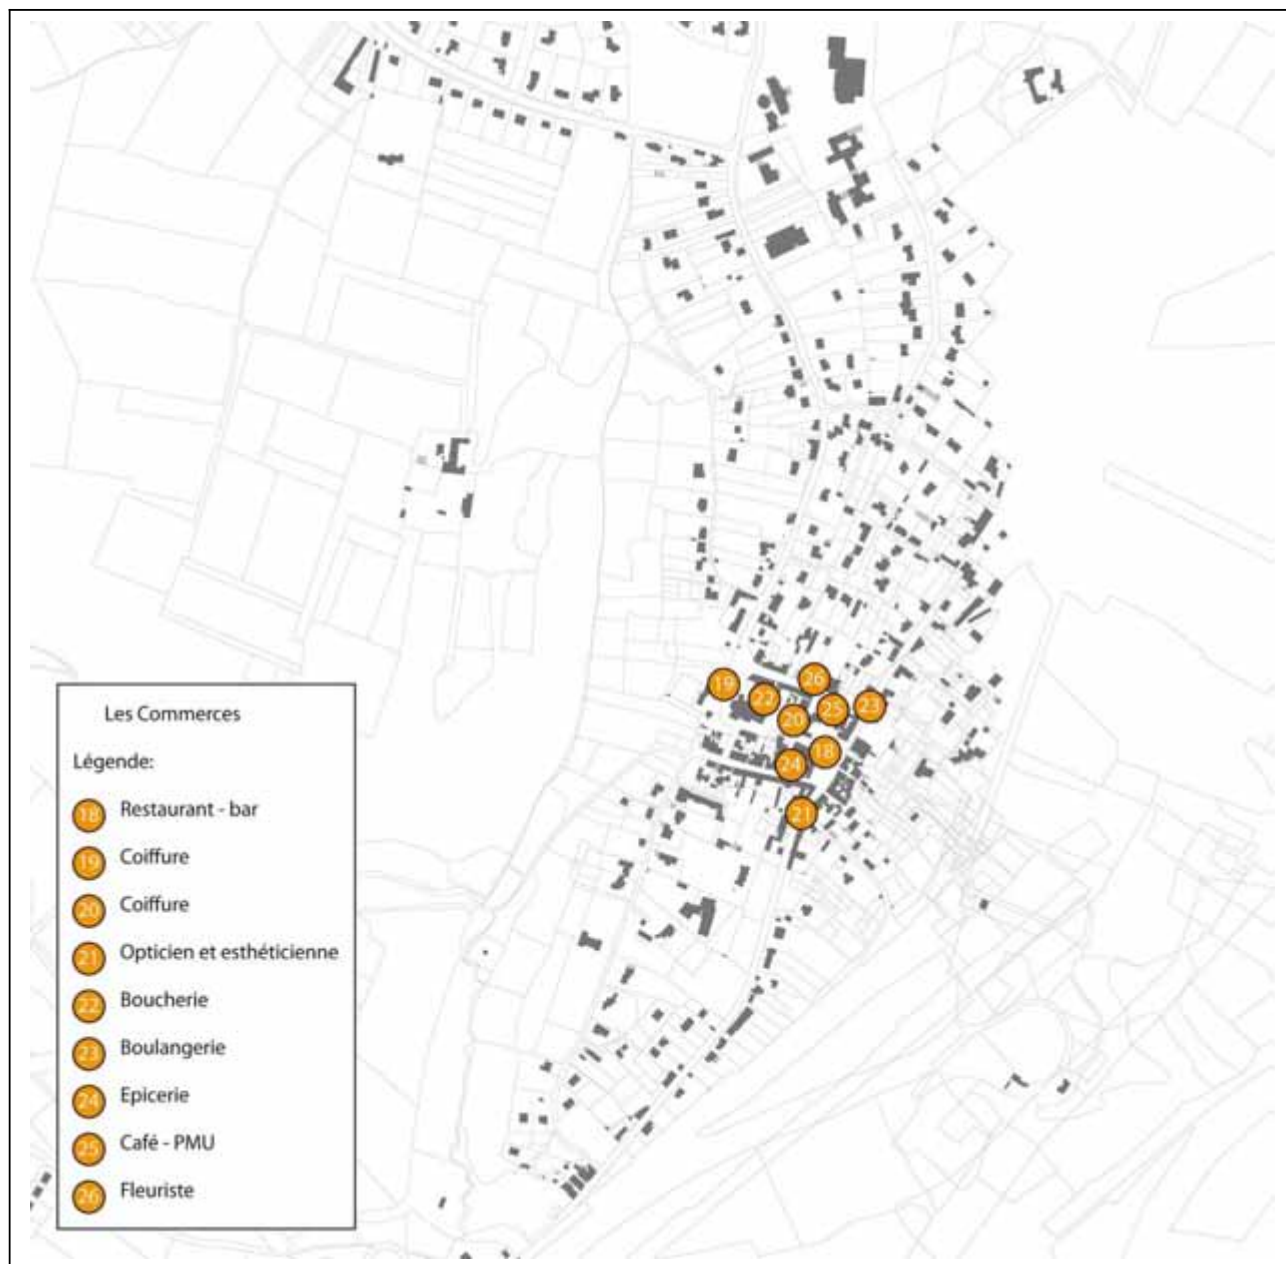 26
19
22
25
23
20
18
24
21
Les Commerces
Légende:
18 Restaurant - bar
19 Coiffure
20 Coiffure
21 Opticien et esthéticienne
22 Boucherie
23 Boulangerie
24 Epicerie
25 Café - PMU
26 Fleuriste